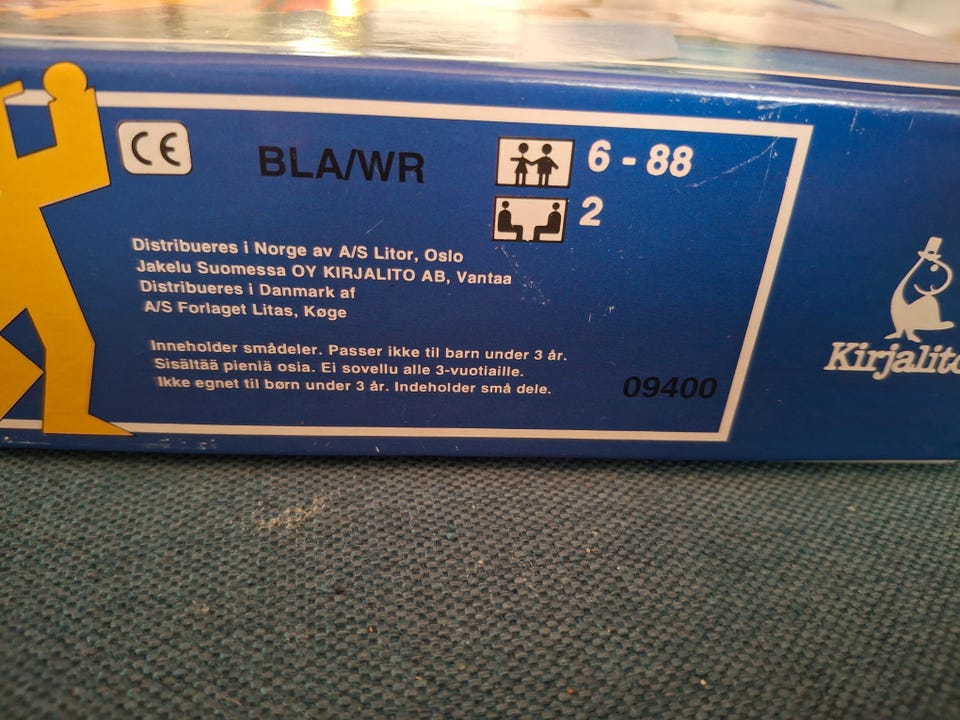 CE
BLA/WR
6 - 88
2
Distribueres i Norge av A/S Litor, Oslo
Jakelu Suomessa OY KIRJALITO AB, Vantaa
Distribueres i Danmark af
A/S Forlaget Litas, Køge
Inneholder smådeler. Passer ikke til barn under 3 år.
Sisältää pieniä osia. Ei sovellu alle 3-vuotiaille.
Ikke egnet til børn under 3 år. Indeholder små dele.
09400
Kirjalito